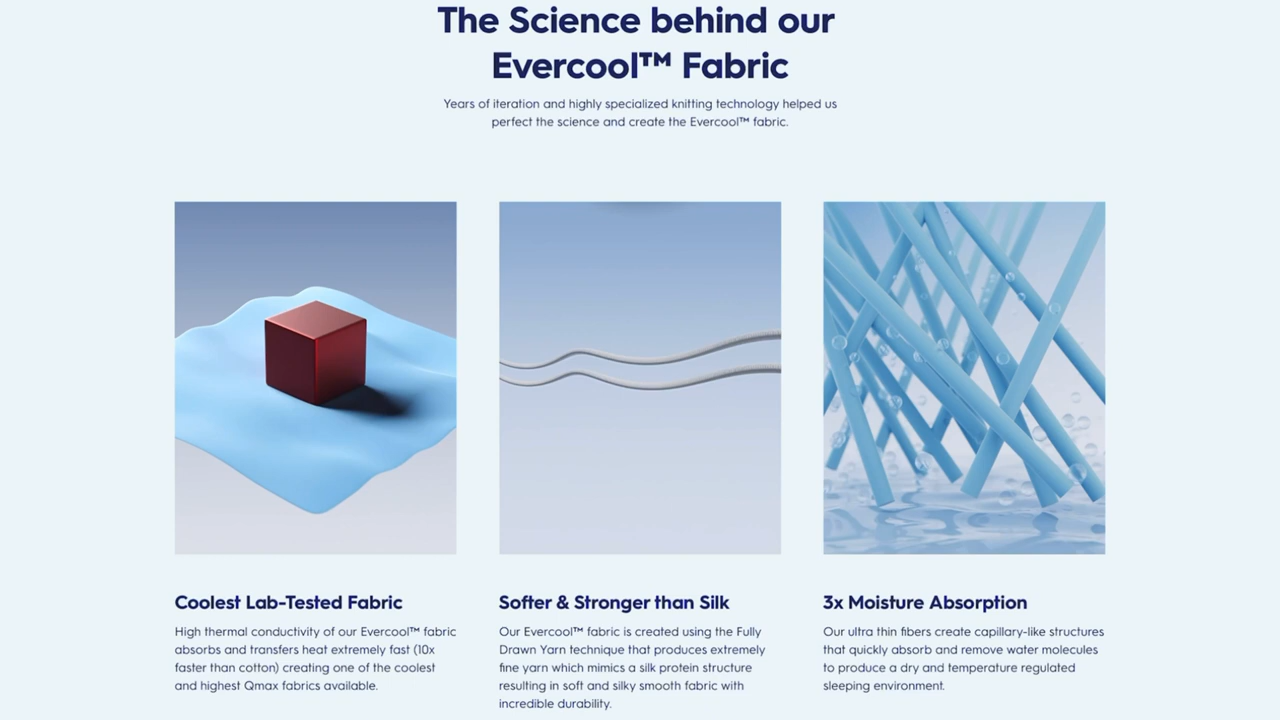 The Science behind our
Evercool™ Fabric
Years of iteration and highly specialized knitting technology helped us
perfect the science and create the Evercool™ fabric.
Coolest Lab-Tested Fabric
High thermal conductivity of our Evercool™ fabric
absorbs and transfers heat extremely fast (10x
faster than cotton) creating one of the coolest
and highest Qmax fabrics available.
Softer & Stronger than Silk
Our Evercool™ fabric is created using the Fully
Drawn Yarn technique that produces extremely
fine yarn which mimics a silk protein structure
resulting in soft and silky smooth fabric with
incredible durability.
3x Moisture Absorption
Our ultra thin fibers create capillary-like structures
that quickly absorb and remove water molecules
to produce a dry and temperature regulated
sleeping environment.